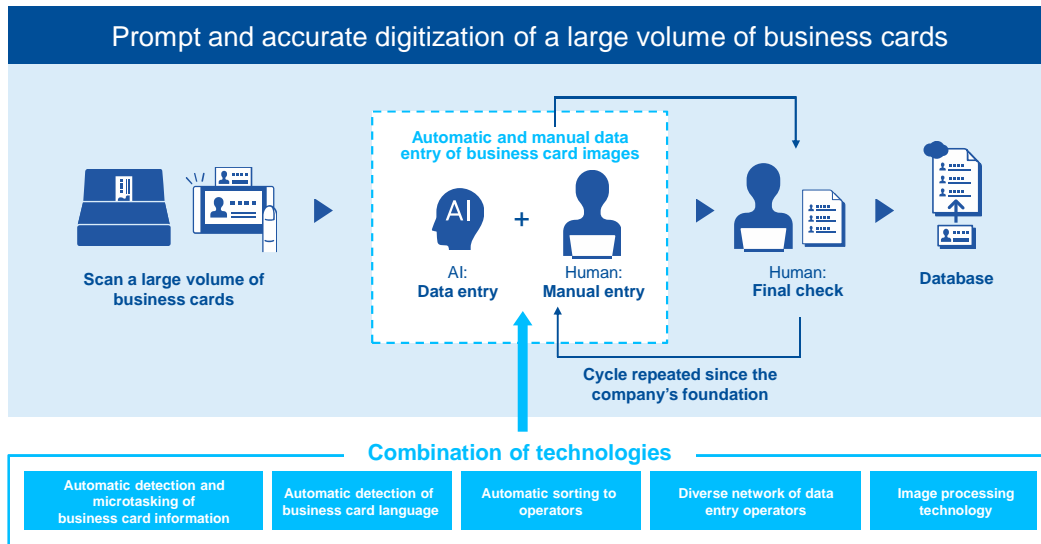 Prompt and accurate digitization of a large volume of business cards
Automatic and manual data
entry of business card images
AI
+
Scan a large volume of
business cards
AI:
Data entry
Human:
Manual entry
Human:
Final check
Database
Cycle repeated since the
company's foundation
Combination of technologies
Automatic detection and
microtasking of
business card information
Automatic detection of
business card language
Automatic sorting to
operators
Diverse network of data
entry operators
Image processing
technology